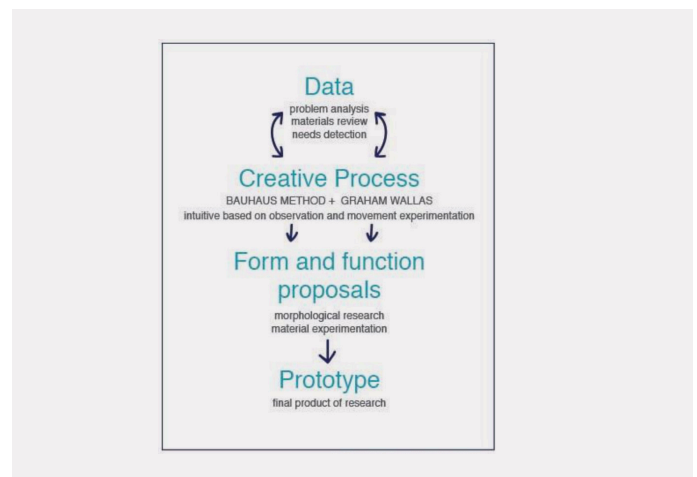 Data
problem analysis
materials review
needs detection
Creative Process
BAUHAUS METHOD + GRAHAM WALLAS
intuitive based on observation and movement experimentation
Form and function
proposals
morphological research
material experimentation
Prototype
final product of research